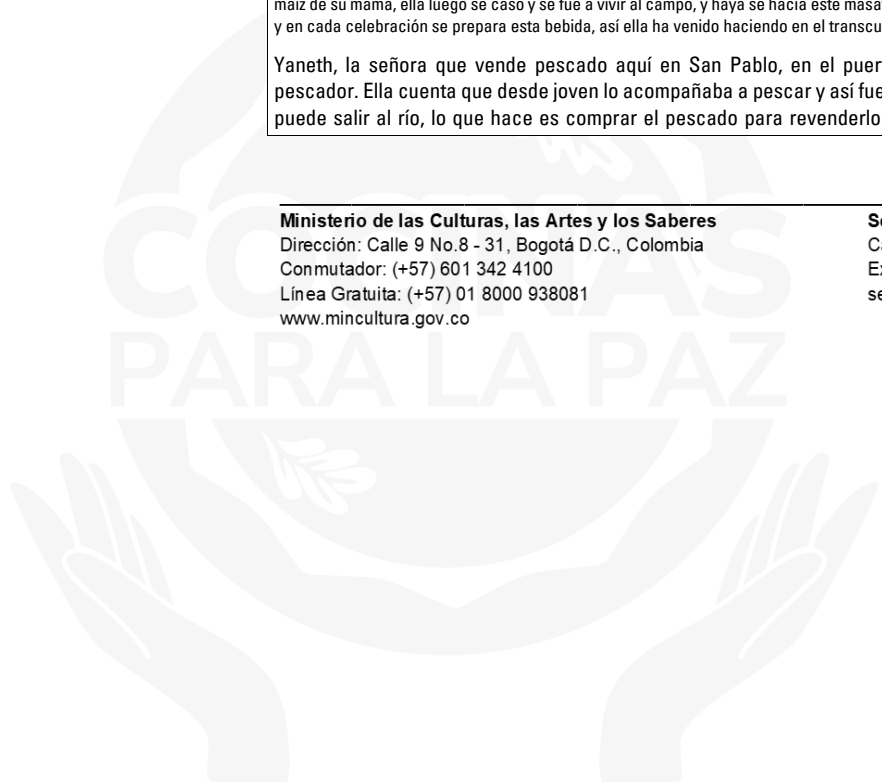 maíz de su mamá, ella luego se casó y se fue a vivir al campo, y haya se hacía este
y en cada celebración se prepara esta bebida, así ella ha venido haciendo en el
Yaneth, la señora que vende pescado aquí en San Pablo, en el
pescador. Ella cuenta que desde joven lo acompañaba a pescar y así
puede salir al río, lo que hace es comprar el pescado para revenderlo
Ministerio de las Culturas, las Artes y los Saberes
Dirección: Calle 9 No.8 - 31, Bogotá D.C., Colombia
Conmutador: (+57) 601 342 4100
Línea Gratuita: (+57) 01 8000 938081
www.mincultura.gov.co
COCINAS
PARA LA PAZ